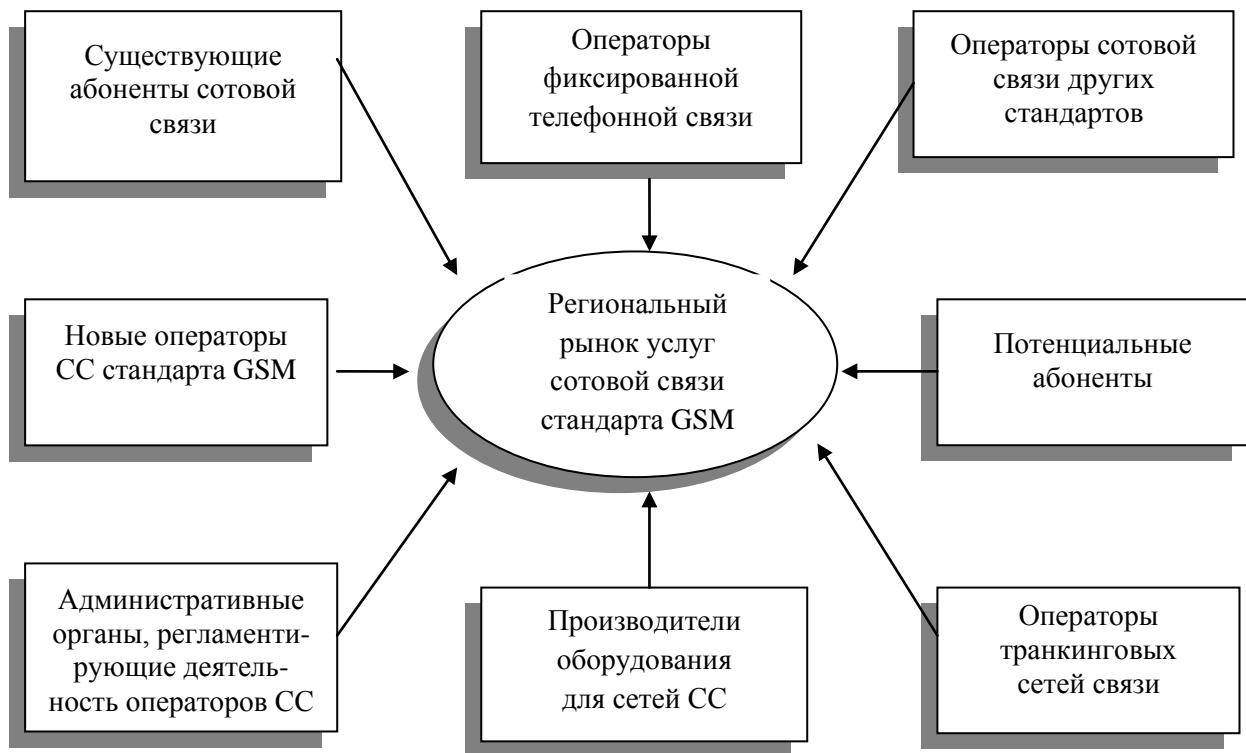 Существующие
абоненты сотовой
связи
Операторы
фиксированной
телефонной связи
Операторы сотовой
связи других
стандартов
Новые операторы
СС стандарта GSM
Региональный
рынок услуг
сотовой связи
стандарта GSM
Потенциальные
абоненты
Административные
органы, регламенти-
рующие деятель-
ность операторов СС
Производители
оборудования
для сетей СС
Операторы
транкинговых
сетей связи